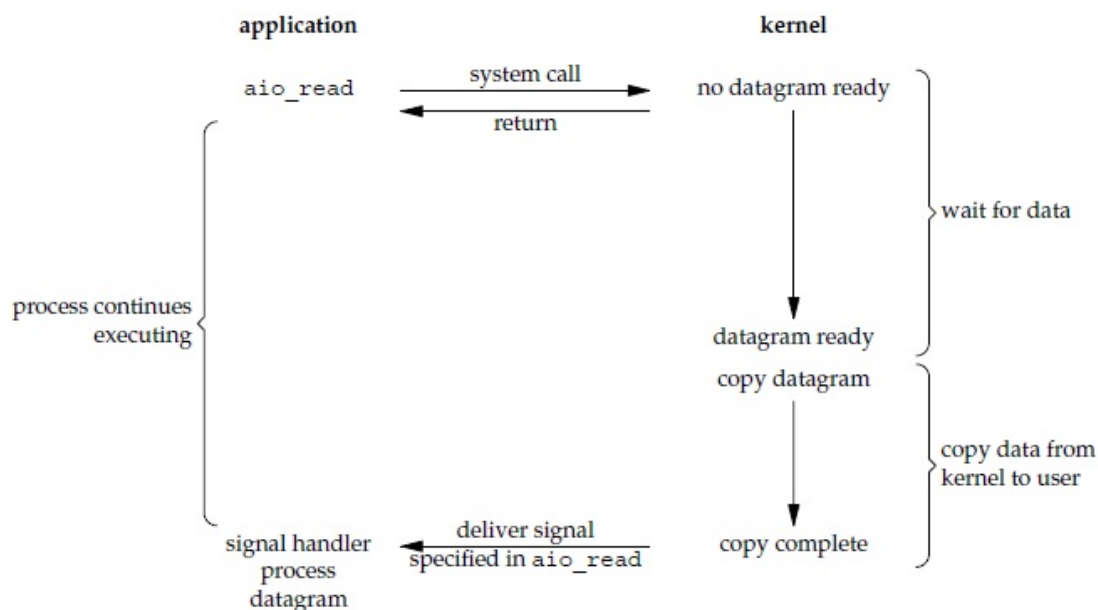 application
kernel
aio_read
system call
no datagram ready
return
wait for data
process continues
executing
datagram ready
copy datagram
copy data from
kernel to user
signal handler
process
datagram
deliver signal
specified in aio_read
copy complete